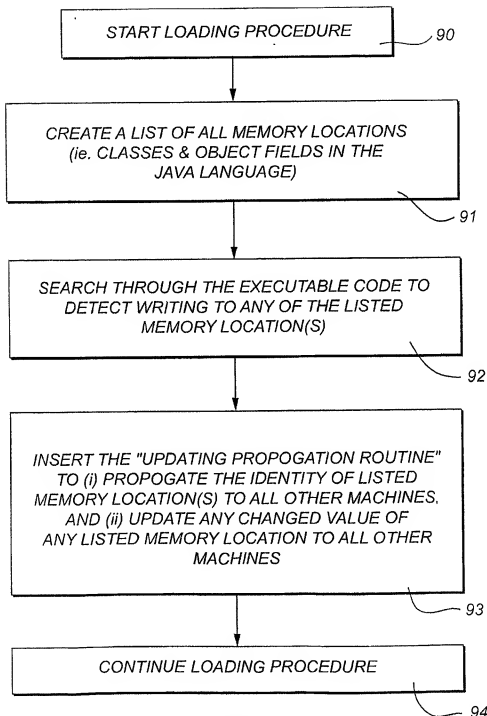 START LOADING PROCEDURE
90
CREATE A LIST OF ALL MEMORY LOCATIONS
(ie. CLASSES & OBJECT FIELDS IN THE
JAVA LANGUAGE)
91
SEARCH THROUGH THE EXECUTABLE CODE TO
DETECT WRITING TO ANY OF THE LISTED
MEMORY LOCATION(S)
92
INSERT THE "UPDATING PROPOGATION ROUTINE"
TO (i) PROPOGATE THE IDENTITY OF LISTED
MEMORY LOCATION(S) TO ALL OTHER MACHINES,
AND (ii) UPDATE ANY CHANGED VALUE OF
ANY LISTED MEMORY LOCATION TO ALL OTHER
MACHINES
93
CONTINUE LOADING PROCEDURE
94